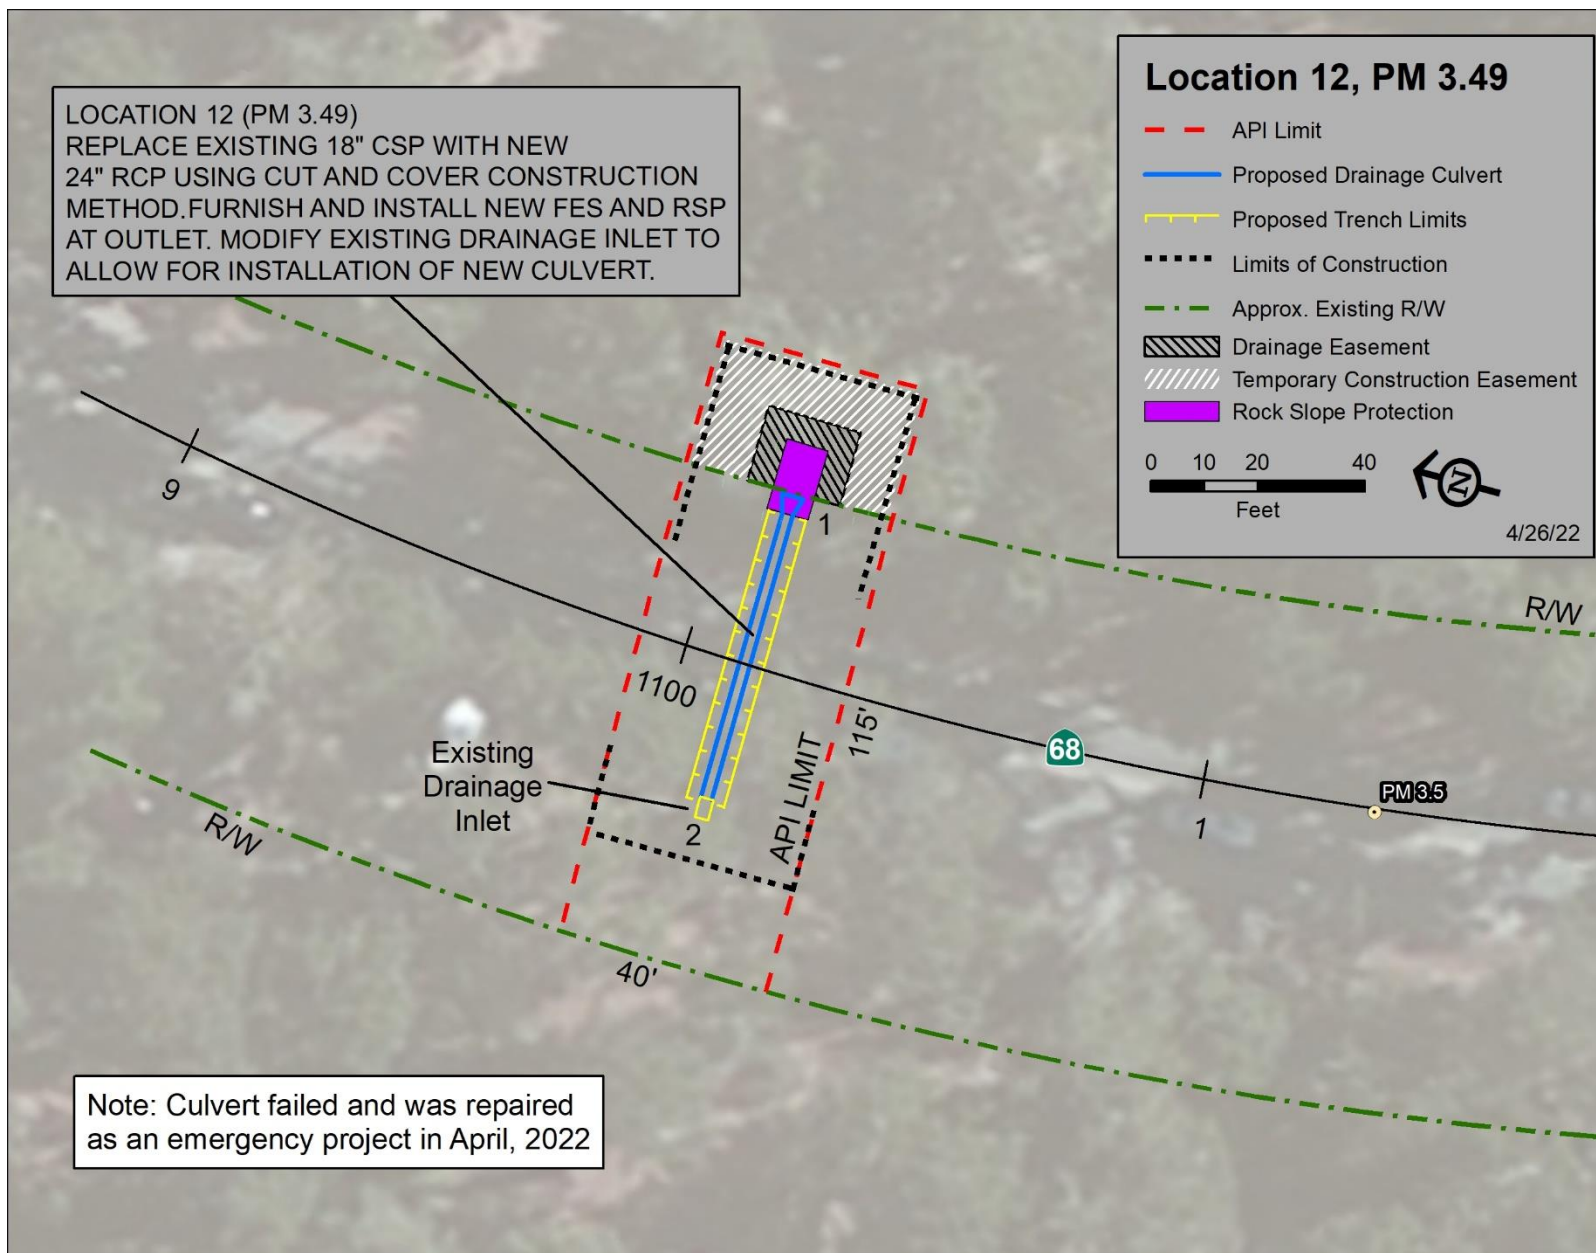 LOCATION 12 (PM 3.49)
REPLACE EXISTING 18" CSP WITH NEW
24" RCP USING CUT AND COVER CONSTRUCTION
METHOD.FURNISH AND INSTALL NEW FES AND RSP
AT OUTLET. MODIFY EXISTING DRAINAGE INLET TO
ALLOW FOR INSTALLATION OF NEW CULVERT.
Location 12, PM 3.49
API Limit
Proposed Drainage Culvert
Proposed Trench Limits
Limits of Construction
Approx. Existing R/W
Drainage Easement
Temporary Construction Easement
Rock Slope Protection
0 10 20 40
Feet
N
4/26/22
9
1
R/W
1100
115'
68
PM 3.5
Existing
Drainage
Inlet
API LIMIT
2
1
R/W
40'
Note: Culvert failed and was repaired
as an emergency project in April, 2022